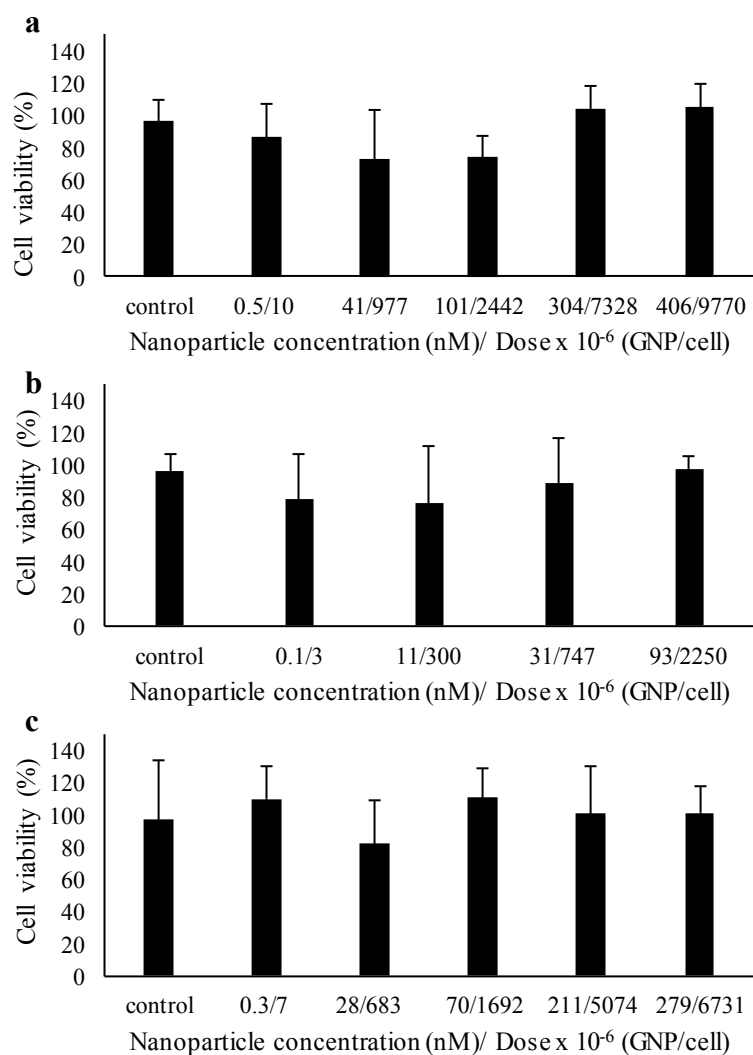 a
140
120
100
80
60
40
20
0
Cell viability (%)
control 0.5/10 41/977 101/2442 304/7328 406/9770
Nanoparticle concentration (nM)/ Dose x 10⁻⁶ (GNP/cell)
b
140
120
100
80
60
40
20
0
Cell viability (%)
control 0.1/3 11/300 31/747 93/2250
Nanoparticle concentration (nM)/ Dose x 10⁻⁶ (GNP/cell)
c
140
120
100
80
60
40
20
0
Cell viability (%)
control 0.3/7 28/683 70/1692 211/5074 279/6731
Nanoparticle concentration (nM)/ Dose x 10⁻⁶ (GNP/cell)